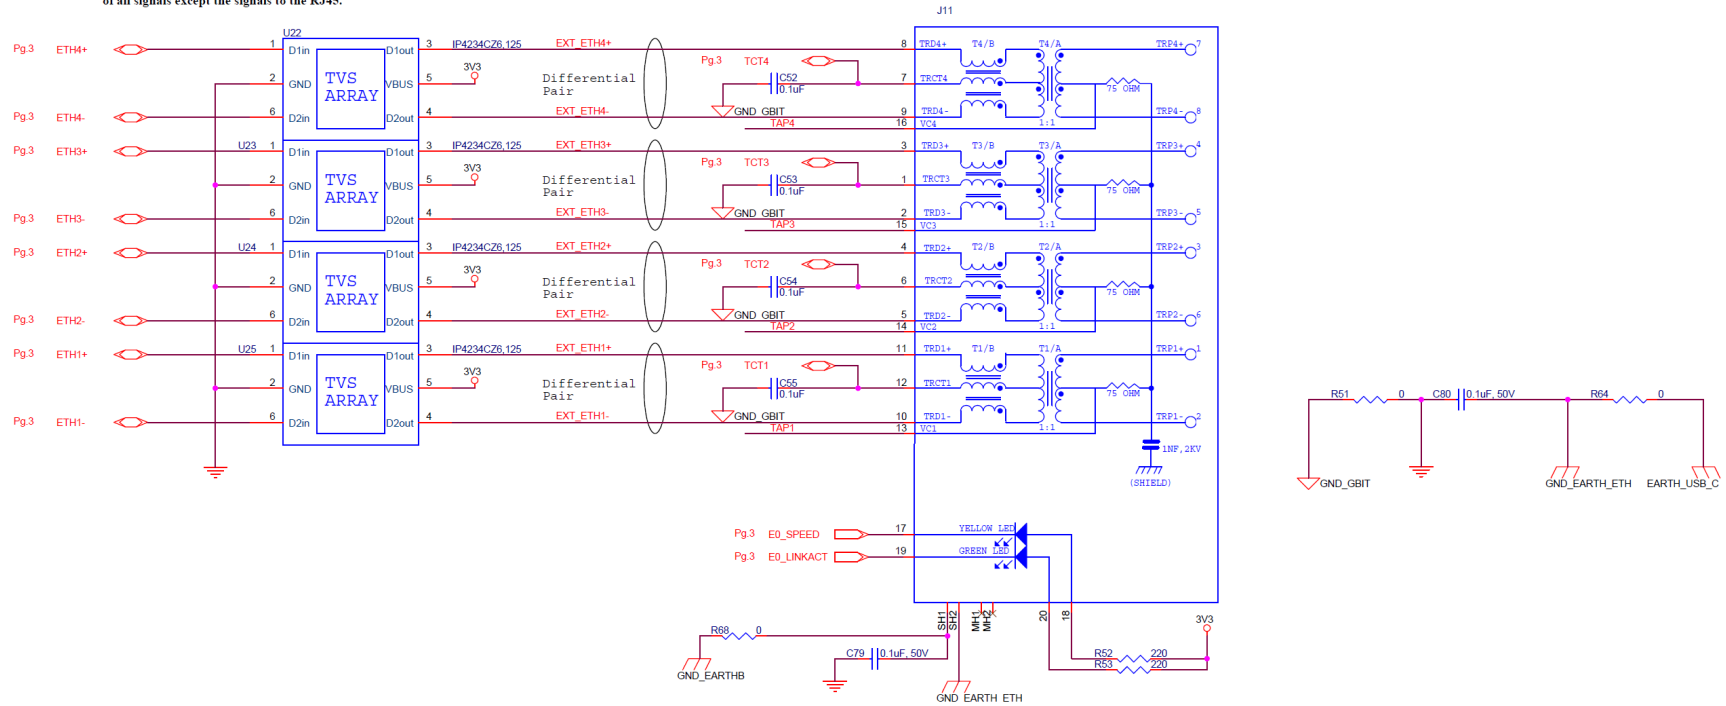 of all signals except the signals to the RJ45.
J11
U22
Pg.3 ETH4+ 1 D1in D1out 3 IP4234CZ6,125 EXT_ETH4+ 8 TRD4+ T4/B T4/A TRP4+ 7
Pg.3 TCT4
2 GND TVS ARRAY VBUS 5 3V3 Differential Pair C52 0.1uF 7 TRCT4 75 OHM
Pg.3 ETH4- 6 D2in D2out 4 EXT_ETH4- GND_GBIT 9 TRD4- TRP4- 8
TAP4 16 VC4 1:1
Pg.3 ETH3+ U23 1 D1in D1out 3 IP4234CZ6,125 EXT_ETH3+ 3 TRD3+ T3/B T3/A TRP3+ 4
Pg.3 TCT3
2 GND TVS ARRAY VBUS 5 3V3 Differential Pair C53 0.1uF 1 TRCT3 75 OHM
Pg.3 ETH3- 6 D2in D2out 4 EXT_ETH3- GND_GBIT 2 TRD3- TRP3- 5
TAP3 15 VC3 1:1
Pg.3 ETH2+ U24 1 D1in D1out 3 IP4234CZ6,125 EXT_ETH2+ 4 TRD2+ T2/B T2/A TRP2+ 3
Pg.3 TCT2
2 GND TVS ARRAY VBUS 5 3V3 Differential Pair C54 0.1uF 6 TRCT2 75 OHM
Pg.3 ETH2- 6 D2in D2out 4 EXT_ETH2- GND_GBIT 5 TRD2- TRP2- 6
TAP2 14 VC2 1:1
Pg.3 ETH1+ U25 1 D1in D1out 3 IP4234CZ6,125 EXT_ETH1+ 11 TRD1+ T1/B T1/A TRP1+ 1
Pg.3 TCT1
2 GND TVS ARRAY VBUS 5 3V3 Differential Pair C55 0.1uF 12 TRCT1 75 OHM
Pg.3 ETH1- 6 D2in D2out 4 EXT_ETH1- GND_GBIT 10 TRD1- TRP1- 2
TAP1 13 VC1 1:1
1NF,2KV
(SHIELD)
R51 0 C80 0.1uF, 50V R64 0
GND_GBIT GND_EARTH_ETH EARTH_USB_C
Pg.3 E0_SPEED 17 YELLOW LED
Pg.3 E0_LINKACT 19 GREEN LED
SH1 SH2 MH1 MH2 20 18
3V3
R68 0
C79 0.1uF, 50V
R52 220
R53 220
GND_EARTHB
GND_EARTH_ETH